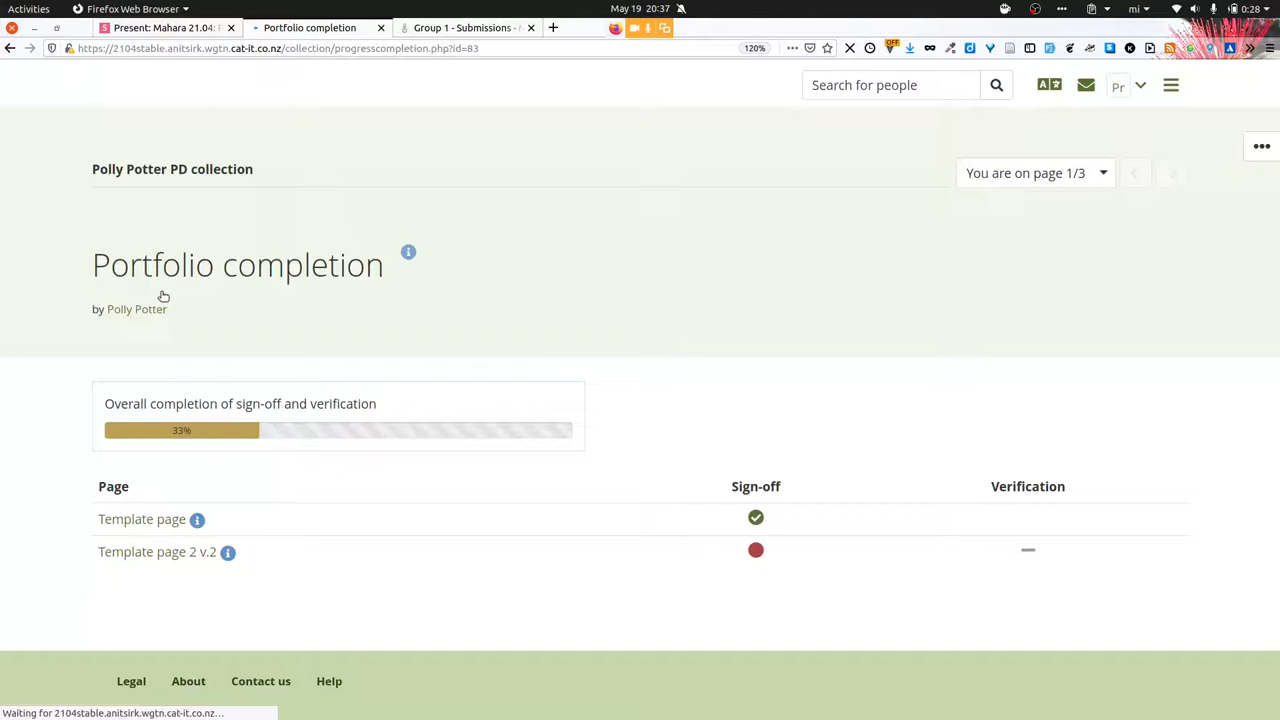 Activities
Firefox Web Browser
May 19 20:37
mi
0:28
Present: Mahara 21.04:
Portfolio completion
Group 1 - Submissions -
https://2104stable.anitsirk.wgtn.cat-it.co.nz/collection/progresscompletion.php?id=83
120%
OFF
Search for people
Pr
Polly Potter PD collection
You are on page 1/3
Portfolio completion
by Polly Potter
Overall completion of sign-off and verification
33%
Page Sign-off Verification
Template page
Template page 2 v.2
Legal About Contact us Help
Waiting for 2104stable.anitsirk.wgtn.cat-it.co.nz...